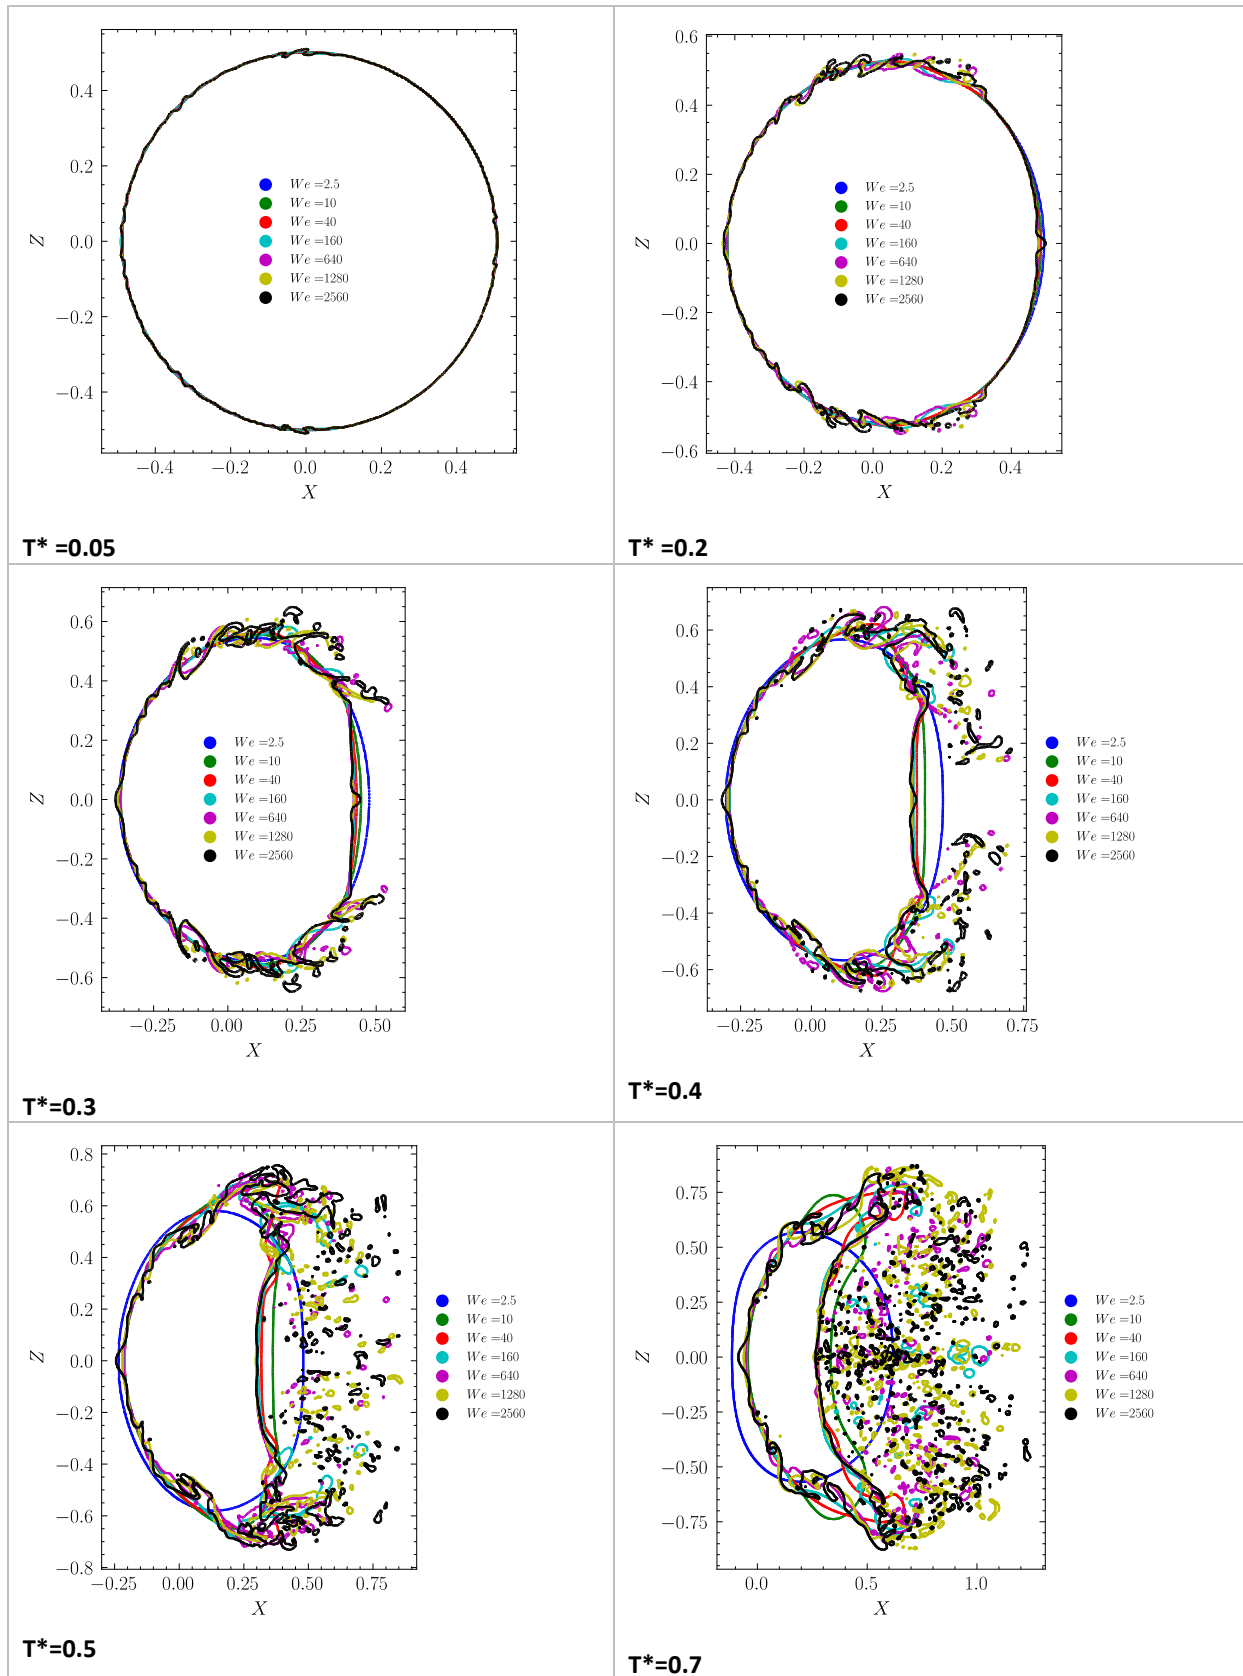 0.4
0.2
0.0
−0.2
−0.4
Z
We =2.5
We =10
We =40
We =160
We =640
We =1280
We =2560
−0.4 −0.2 0.0 0.2 0.4
X
T* =0.05
0.6
0.4
0.2
0.0
−0.2
−0.4
−0.6
Z
We =2.5
We =10
We =40
We =160
We =640
We =1280
We =2560
−0.4 −0.2 0.0 0.2 0.4
X
T* =0.2
0.6
0.4
0.2
0.0
−0.2
−0.4
−0.6
Z
We =2.5
We =10
We =40
We =160
We =640
We =1280
We =2560
−0.25 0.00 0.25 0.50
X
T*=0.3
0.6
0.4
0.2
0.0
−0.2
−0.4
−0.6
Z
We =2.5
We =10
We =40
We =160
We =640
We =1280
We =2560
−0.25 0.00 0.25 0.50 0.75
X
T*=0.4
0.8
0.6
0.4
0.2
0.0
−0.2
−0.4
−0.6
−0.8
Z
We =2.5
We =10
We =40
We =160
We =640
We =1280
We =2560
−0.25 0.00 0.25 0.50 0.75
X
T*=0.5
0.75
0.50
0.25
0.00
−0.25
−0.50
−0.75
Z
We =2.5
We =10
We =40
We =160
We =640
We =1280
We =2560
0.0 0.5 1.0
X
T*=0.7